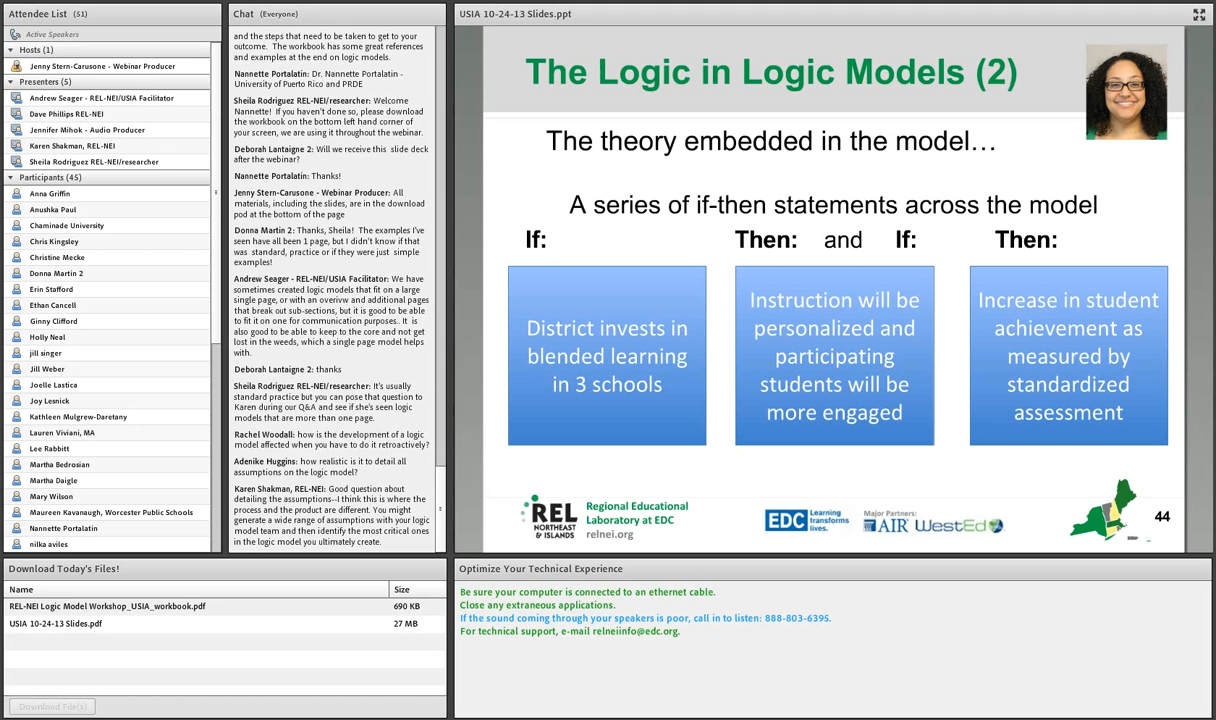 Attendee List (51)
Active Speakers
Hosts (1)
Jenny Stern-Carusone - Webinar Producer
Presenters (5)
Andrew Seager - REL-NEI/USIA Facilitator
Dave Phillips REL-NEI
Jennifer Mihok - Audio Producer
Karen Shakman, REL-NEI
Sheila Rodriguez REL-NEI/researcher
Participants (45)
Anna Griffin
Anushka Paul
Chaminade University
Chris Kingsley
Christine Mecke
Donna Martin 2
Erin Stafford
Ethan Cancell
Ginny Clifford
Holly Neal
jill singer
Jill Weber
Joelle Lastica
Joy Lesnick
Kathleen Mulgrew-Daretany
Lauren Viviani, MA
Lee Rabbitt
Martha Bedrosian
Martha Daigle
Mary Wilson
Maureen Kavanaugh, Worcester Public Schools
Nannette Portalatin
nilka aviles
Chat (Everyone)
and the steps that need to be taken to get to your
outcome. The workbook has some great references
and examples at the end on logic models.
Nannette Portalatin: Dr. Nannette Portalatin -
University of Puerto Rico and PRDE
Sheila Rodriguez REL-NEI/researcher: Welcome
Nannette! If you haven't done so, please download
the workbook on the bottom left hand corner of
your screen, we are using it throughout the webinar.
Deborah Lantaigne 2: Will we receive this slide deck
after the webinar?
Nannette Portalatin: Thanks!
Jenny Stern-Carusone - Webinar Producer: All
materials, including the slides, are in the download
pod at the bottom of the page
Donna Martin 2: Thanks, Sheila! The examples I've
seen have all been 1 page, but I didn't know if that
was standard, practice or if they were just simple
examples!
Andrew Seager - REL-NEI/USIA Facilitator: We have
sometimes created logic models that fit on a large
single page, or with an overivw and additional pages
that break out sub-sections, but it is good to be able
to fit it on one for communication purposes.. It is
also good to be able to keep to the core and not get
lost in the weeds, which a single page model helps
with.
Deborah Lantaigne 2: thanks
Sheila Rodriguez REL-NEI/researcher: It's usually
standard practice but you can pose that question to
Karen during our Q&A and see if she's seen logic
models that are more than one page.
Rachel Woodall: how is the development of a logic
model affected when you have to do it retroactively?
Adenike Huggins: how realistic is it to detail all
assumptions on the logic model?
Karen Shakman, REL-NEI: Good question about
detailing the assumptions--I think this is where the
process and the product are different. You might
generate a wide range of assumptions with your logic
model team and then identify the most critical ones
in the logic model you ultimately create.
USIA 10-24-13 Slides.ppt
The Logic in Logic Models (2)
The theory embedded in the model…
A series of if-then statements across the model
If: Then: and If: Then:
District invests in
blended learning
in 3 schools
Instruction will be
personalized and
participating
students will be
more engaged
Increase in student
achievement as
measured by
standardized
assessment
REL
NORTHEAST
& ISLANDS
Regional Educational
Laboratory at EDC
relnei.org
EDC Learning
transforms
lives.
Major Partners:
AIR WestEd
44
Download Today's Files!
Name Size
REL-NEI Logic Model Workshop_USIA_workbook.pdf 690 KB
USIA 10-24-13 Slides.pdf 27 MB
Download File(s)
Optimize Your Technical Experience
Be sure your computer is connected to an ethernet cable.
Close any extraneous applications.
If the sound coming through your speakers is poor, call in to listen: 888-803-6395.
For technical support, e-mail relneiinfo@edc.org.